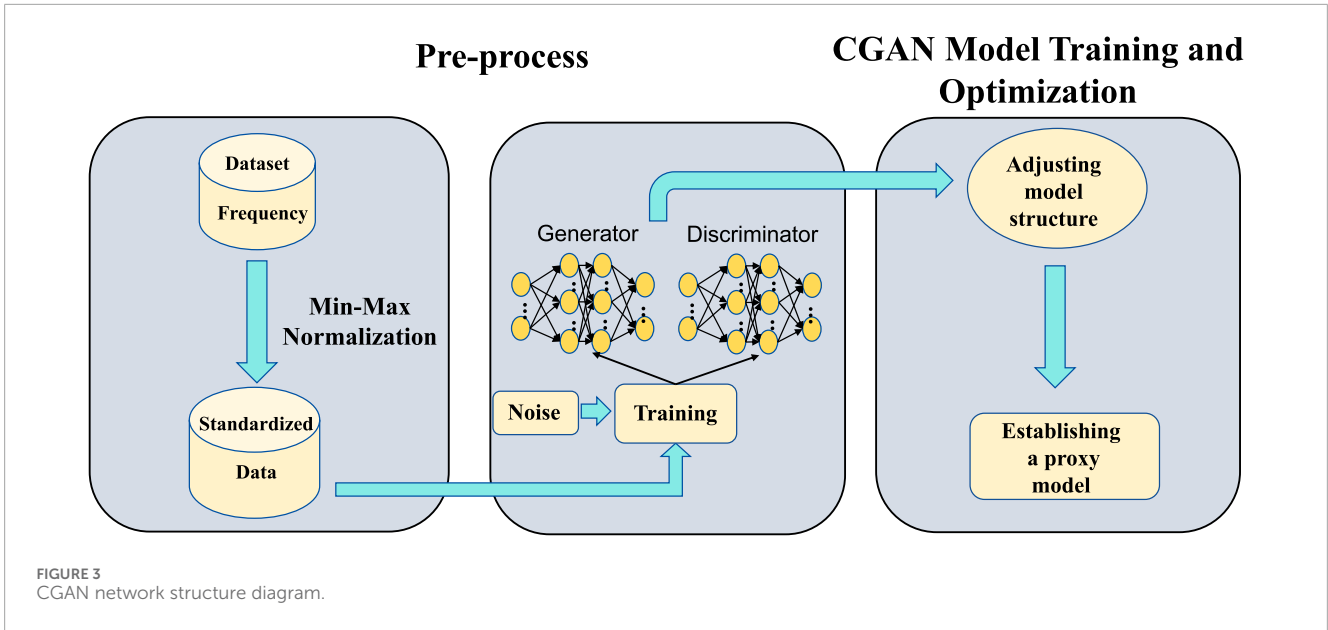 Pre-process
CGAN Model Training and
Optimization
Dataset
Frequency
Min-Max
Normalization
Standardized
Data
Generator
Discriminator
Noise
Training
Adjusting
model
structure
Establishing
a proxy
model
FIGURE 3
CGAN network structure diagram.